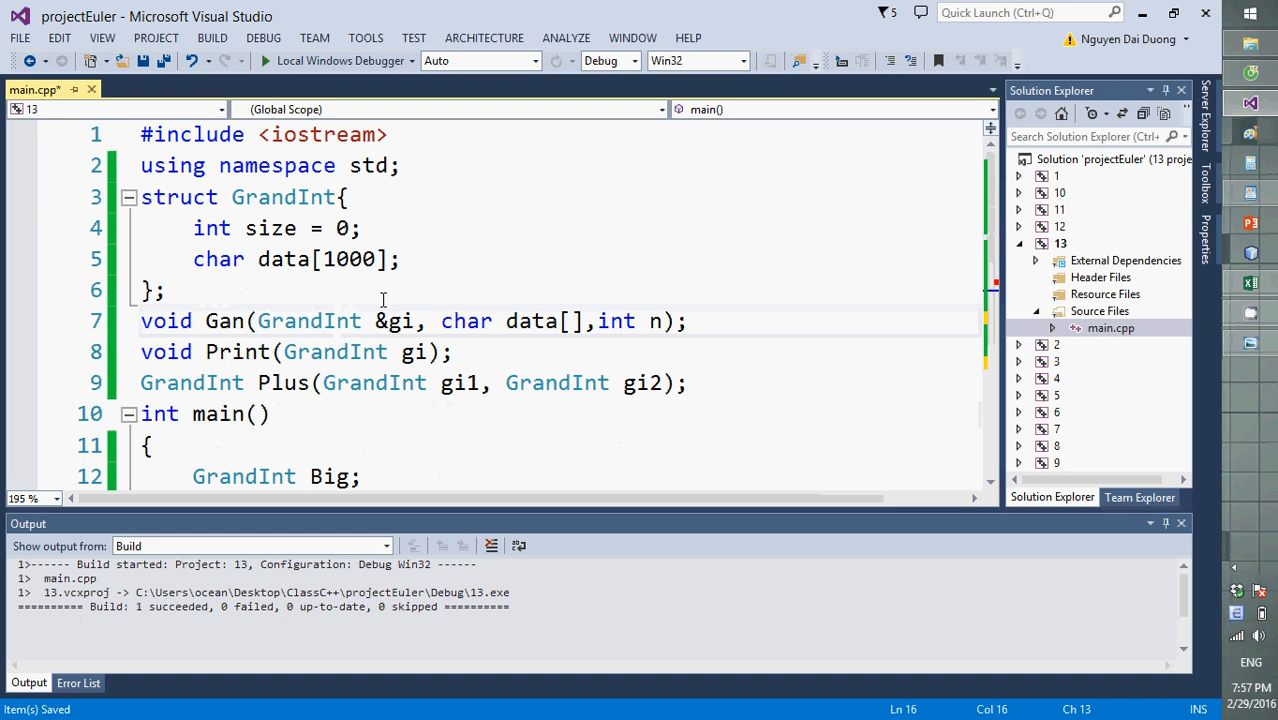 projectEuler - Microsoft Visual Studio
5
Quick Launch (Ctrl+Q)
FILE EDIT VIEW PROJECT BUILD DEBUG TEAM TOOLS TEST ARCHITECTURE ANALYZE WINDOW HELP
Nguyen Dai Duong
Local Windows Debugger
Auto
Debug
Win32
main.cpp*
13
(Global Scope)
main()
1 #include <iostream>
2 using namespace std;
3 struct GrandInt{
4 int size = 0;
5 char data[1000];
6 };
7 void Gan(GrandInt &gi, char data[],int n);
8 void Print(GrandInt gi);
9 GrandInt Plus(GrandInt gi1, GrandInt gi2);
10 int main()
11 {
12 GrandInt Big;
195 %
Solution Explorer
Search Solution Explorer (Ctrl+
Solution 'projectEuler' (13 proje
1
10
11
12
13
External Dependencies
Header Files
Resource Files
Source Files
main.cpp
2
3
4
5
6
7
8
9
Solution Explorer Team Explorer
Server Explorer
Toolbox
Properties
Output
Show output from: Build
1>------ Build started: Project: 13, Configuration: Debug Win32 ------
1> main.cpp
1> 13.vcxproj -> C:\Users\ocean\Desktop\ClassC++\projectEuler\Debug\13.exe
========== Build: 1 succeeded, 0 failed, 0 up-to-date, 0 skipped ==========
Output Error List
Item(s) Saved
Ln 16
Col 16
Ch 13
INS
ENG
7:57 PM
2/29/2016